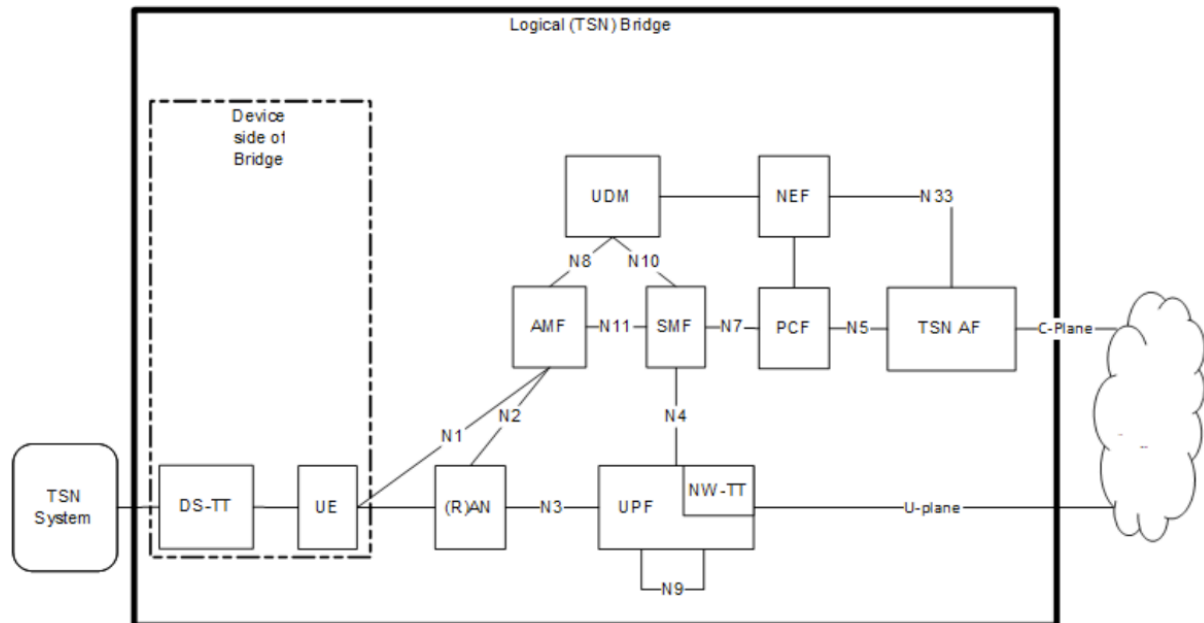 Logical (TSN) Bridge
Device
side of
Bridge
UDM
NEF
N33
N8
N10
AMF
N11
SMF
N7
PCF
N5
TSN AF
C-Plane
N2
N1
N4
TSN
System
DS-TT
UE
(R)AN
N3
UPF
NW-TT
U-plane
N9